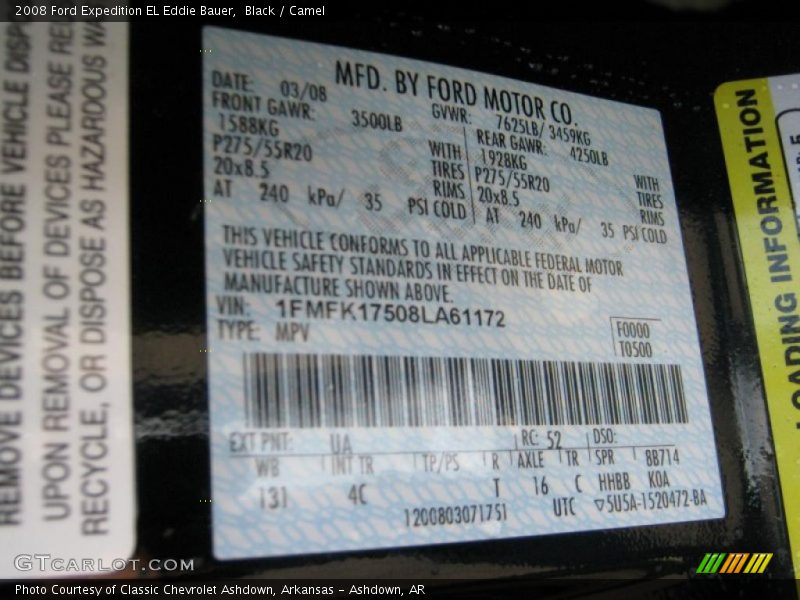 2008 Ford Expedition EL Eddie Bauer, Black / Camel
REMOVE DEVICES BEFORE VEHICLE
UPON REMOVAL OF DEVICES PLEASE
RECYCLE, OR DISPOSE AS HAZARDOUS
MFD. BY FORD MOTOR CO.
DATE: 03/08 GVWR: 7625LB/ 3459KG
FRONT GAWR: 3500LB REAR GAWR: 4250LB
1588KG WITH 1928KG WITH
P275/55R20 TIRES P275/55R20 TIRES
20x8.5 RIMS 20x8.5 RIMS
AT 240 kPa/ 35 PSI COLD AT 240 kPa/ 35 PSI COLD
THIS VEHICLE CONFORMS TO ALL APPLICABLE FEDERAL MOTOR
VEHICLE SAFETY STANDARDS IN EFFECT ON THE DATE OF
MANUFACTURE SHOWN ABOVE.
VIN: 1FMFK17508LA61172
TYPE: MPV
F0000
T0500
EXT PNT: UA RC: 52 DSO:
WB INT TR TP/PS R AXLE TR SPR BB714
131 4C T 16 C HHBB K0A
1200803071751 UTC ▽5U5A-1520472-BA
LOADING INFORMATION
GTCARLOT.COM
Photo Courtesy of Classic Chevrolet Ashdown, Arkansas - Ashdown, AR